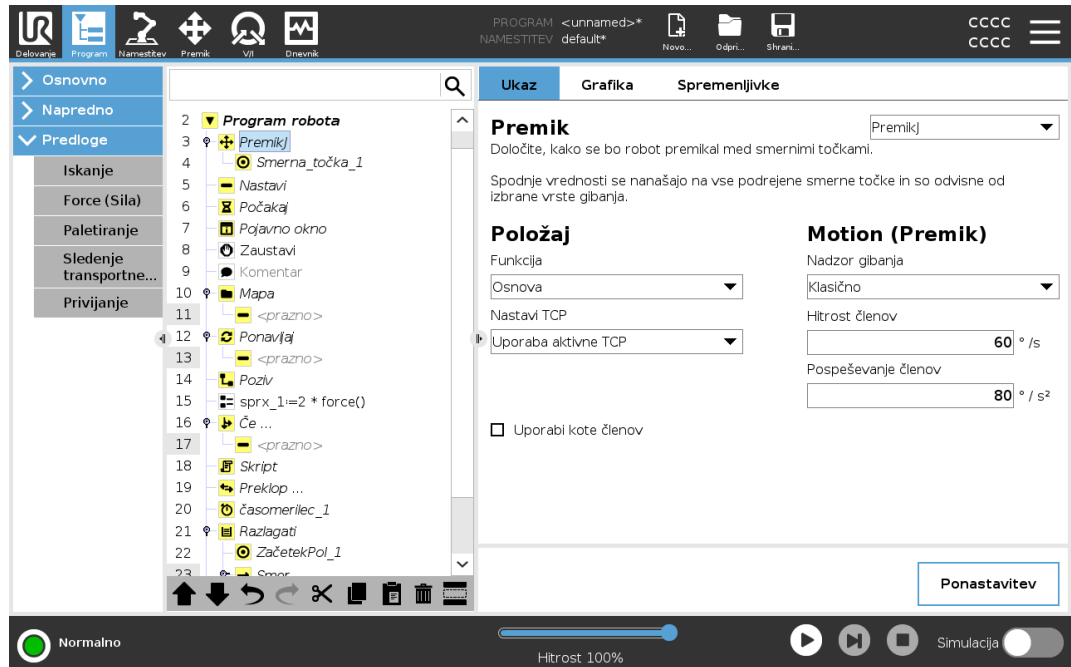 PROGRAM <unnamed>*
NAMESTITEV default*
Delovanje
Program
Namestitev
Premik
V/I
Dnevnik
Novo...
Odpri...
Shrani...
CCCC
CCCC
Osnovno
Napredno
Predloge
Iskanje
Force (Sila)
Paletiranje
Sledenje
transportne...
Privijanje
2 Program robota
3 PremikJ
4 Smerna_točka_1
5 Nastavi
6 Počakaj
7 Pojavno okno
8 Zaustavi
9 Komentar
10 Mapa
11 <prazno>
12 Ponavljaj
13 <prazno>
14 Poziv
15 sprx_1≔2 * force()
16 Če ...
17 <prazno>
18 Skript
19 Preklop ...
20 časomerilec_1
21 Razlagati
22 ZačetekPol_1
23 Smer
Ukaz
Grafika
Spremenljivke
Premik
PremikJ
Določite, kako se bo robot premikal med smernimi točkami.
Spodnje vrednosti se nanašajo na vse podrejene smerne točke in so odvisne od
izbrane vrste gibanja.
Položaj
Funkcija
Osnova
Nastavi TCP
Uporaba aktivne TCP
Uporabi kote členov
Motion (Premik)
Nadzor gibanja
Klasično
Hitrost členov
60 °/s
Pospeševanje členov
80 °/ s²
Ponastavitev
Normalno
Hitrost 100%
Simulacija